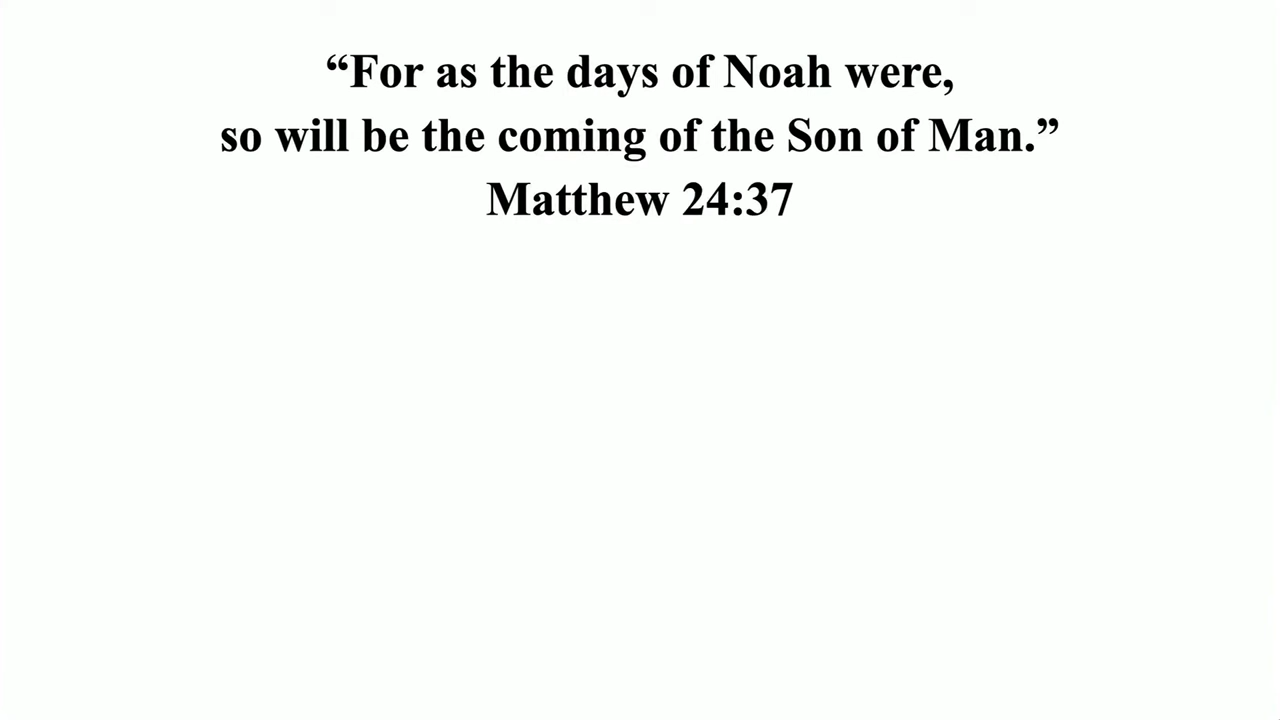 “For as the days of Noah were,
so will be the coming of the Son of Man.”
Matthew 24:37